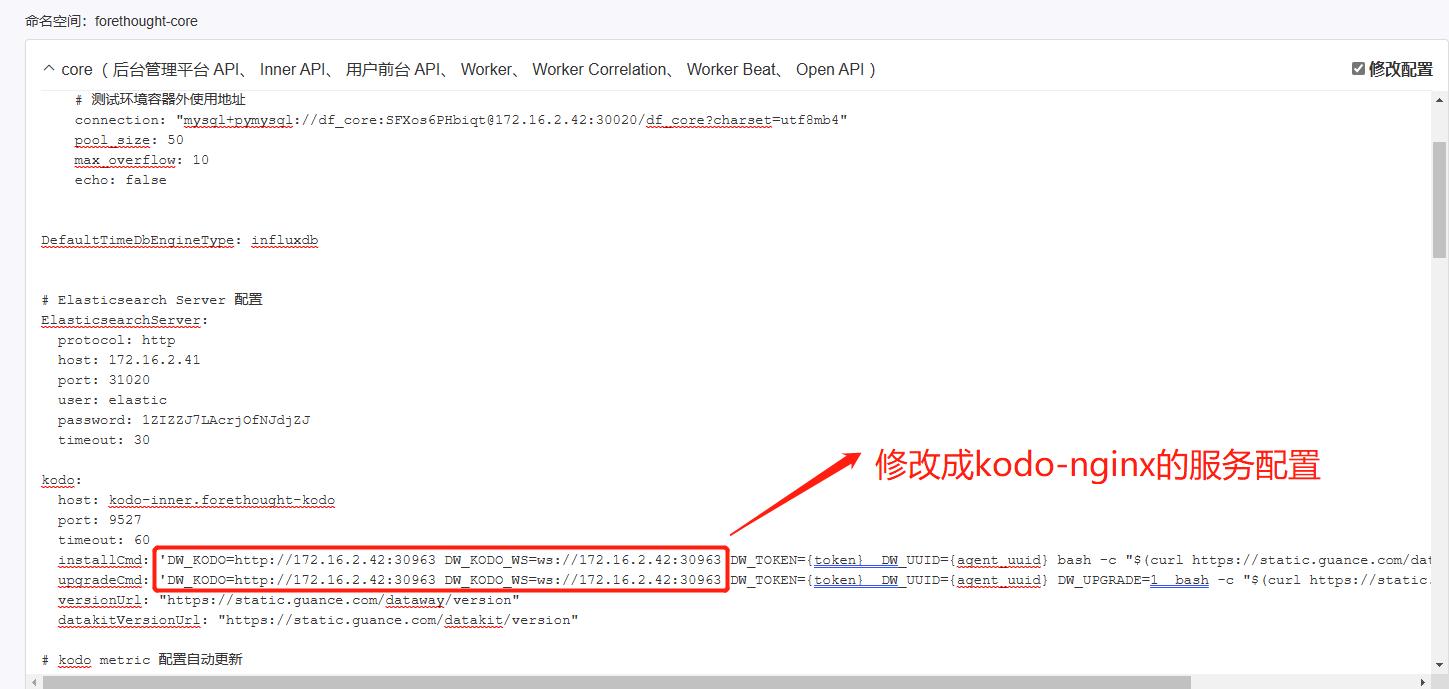 命名空间：forethought-core
core（ 后台管理平台 API、 Inner API、 用户前台 API、 Worker、 Worker Correlation、 Worker Beat、 Open API ）
修改配置
# 测试环境容器外使用地址
connection: "mysql+pymysql://df_core:SFXos6PHbiqt@172.16.2.42:30020/df_core?charset=utf8mb4"
pool_size: 50
max_overflow: 10
echo: false
DefaultTimeDbEngineType: influxdb
# Elasticsearch Server 配置
ElasticsearchServer:
protocol: http
host: 172.16.2.41
port: 31020
user: elastic
password: 1ZIZZJ7LAcrjOfNJdjZJ
timeout: 30
修改成kodo-nginx的服务配置
kodo:
host: kodo-inner.forethought-kodo
port: 9527
timeout: 60
installCmd: 'DW_KODO=http://172.16.2.42:30963 DW_KODO_WS=ws://172.16.2.42:30963 DW_TOKEN={token} DW_UUID={agent_uuid} bash -c "$(curl https://static.guance.com/dat
upgradeCmd: 'DW_KODO=http://172.16.2.42:30963 DW_KODO_WS=ws://172.16.2.42:30963 DW_TOKEN={token} DW_UUID={agent_uuid} DW_UPGRADE=1 bash -c "$(curl https://static.
versionUrl: "https://static.guance.com/dataway/version"
datakitVersionUrl: "https://static.guance.com/datakit/version"
# kodo metric 配置自动更新